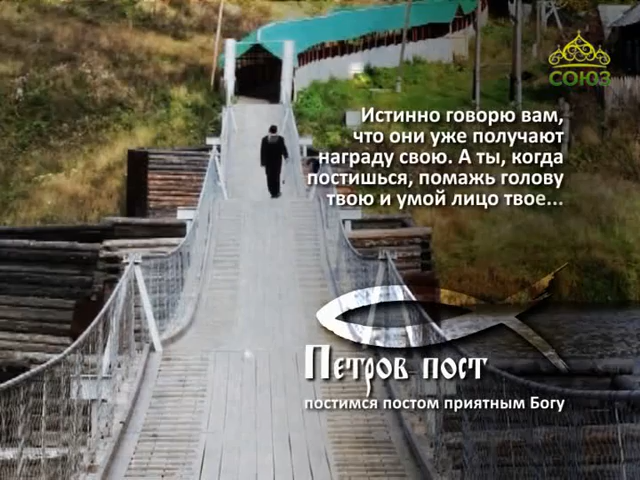 СОЮЗ
Истинно говорю вам,
что они уже получают
награду свою. А ты, когда
постишься, помажь голову
твою и умой лицо твое...
Петров пост
постимся постом приятным Богу